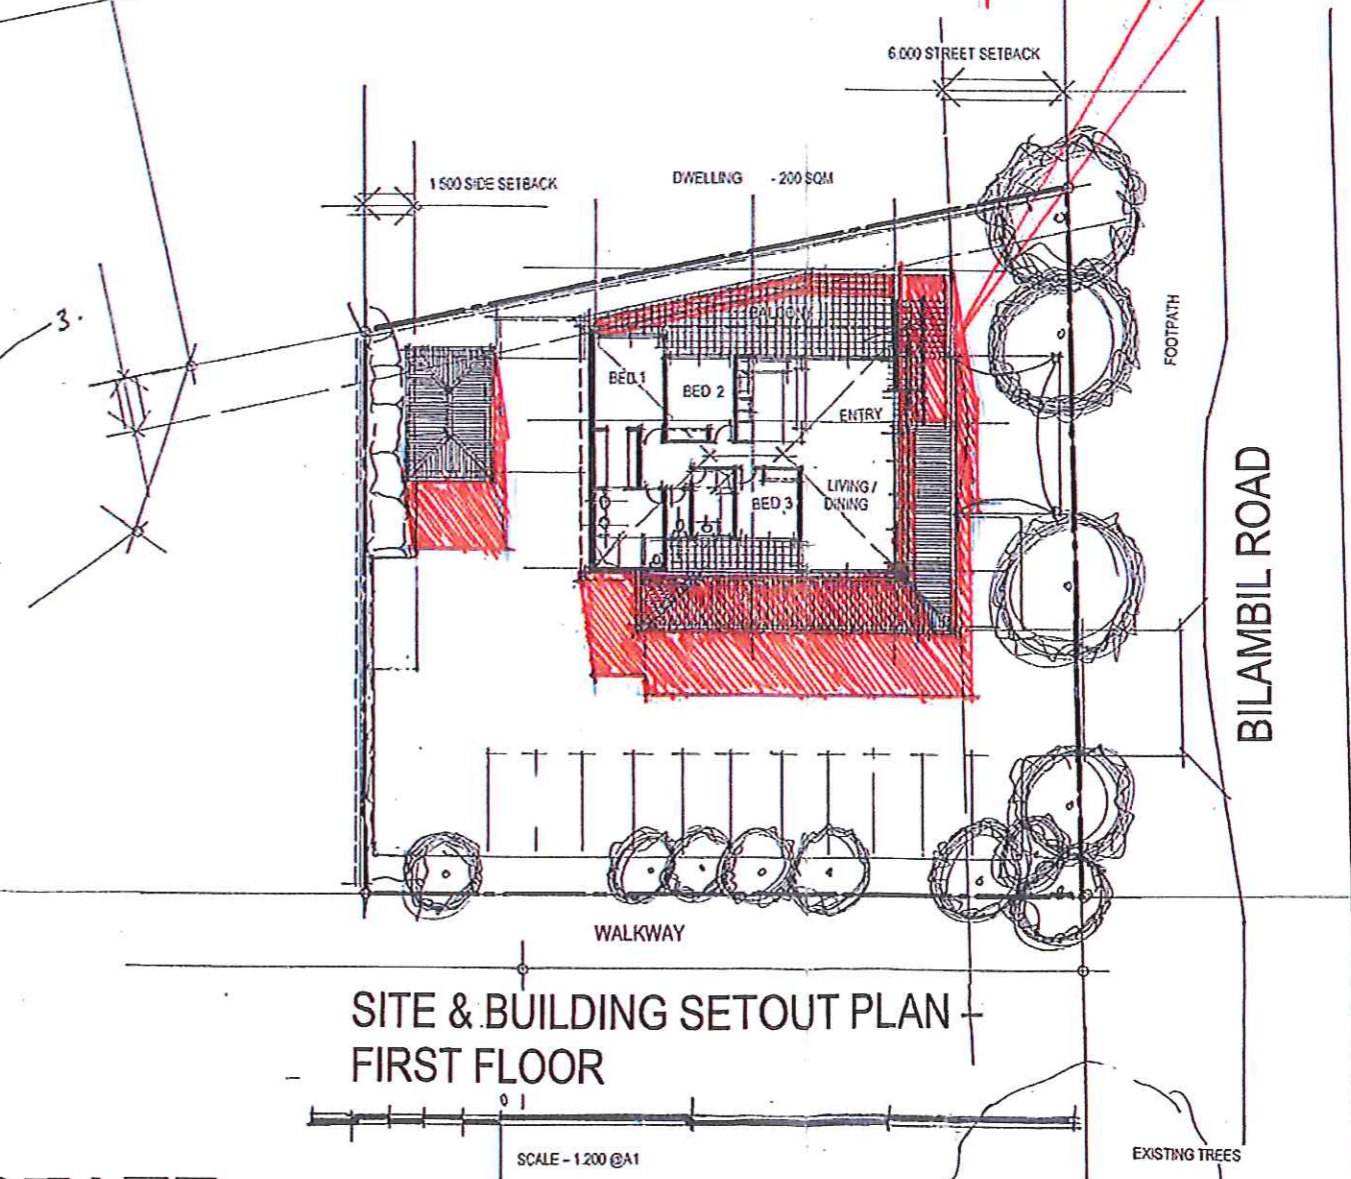 6.000 STREET SETBACK
1 500 SIDE SETBACK
DWELLING - 200 SQM
3.
BALCONY
FOOTPATH
BED 1
BED 2
ENTRY
LIVING /
DINING
BED 3
BILAMBIL ROAD
WALKWAY
SITE & BUILDING SETOUT PLAN -
FIRST FLOOR
0
SCALE – 1:200 @A1
EXISTING TREES